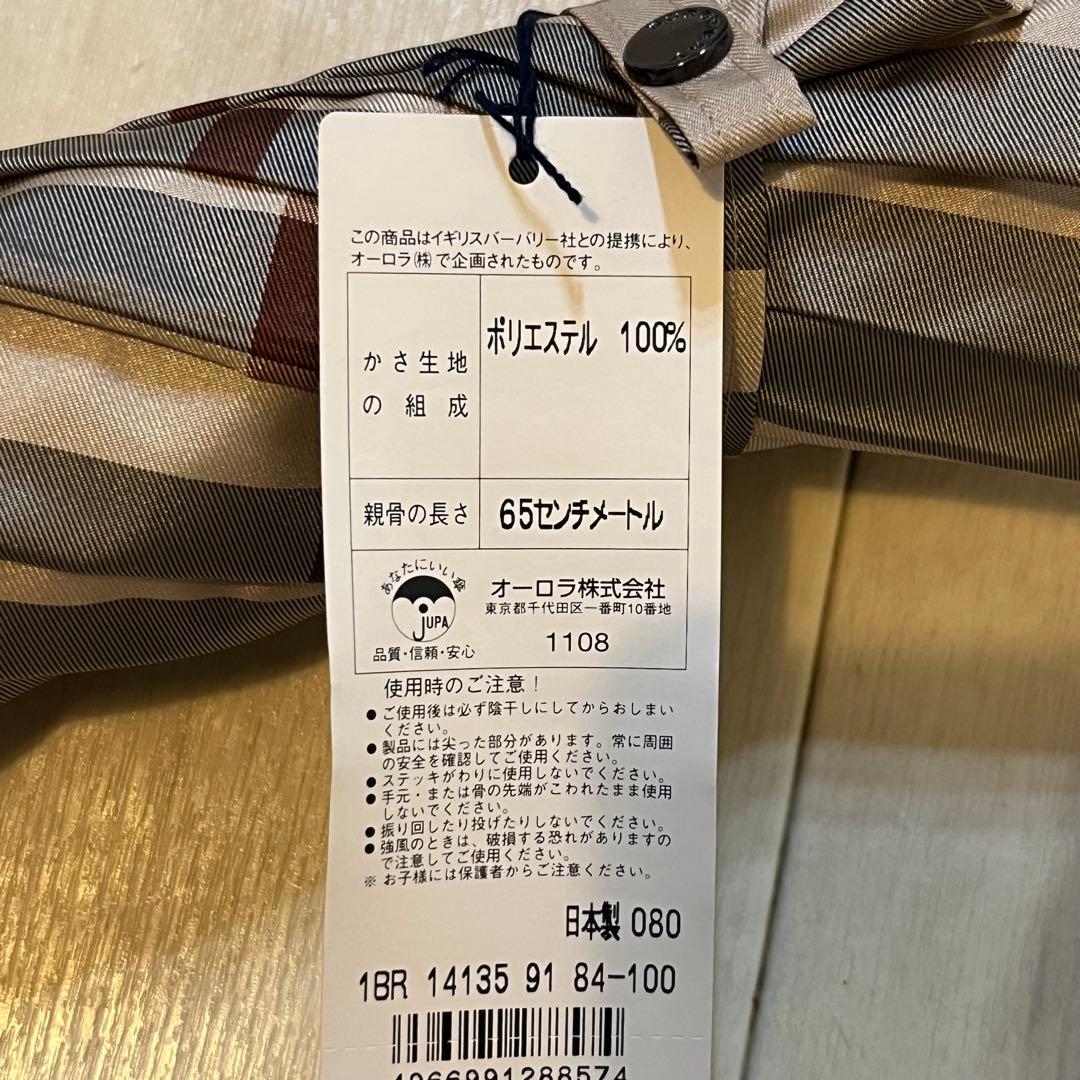 この商品はイギリスバーバリー社との提携により、
オーロラ㈱で企画されたものです。
かさ生地
の組成
ポリエステル 100%
親骨の長さ
65センチメートル
あなたにいい傘
JUPA
品質・信頼・安心
オーロラ株式会社
東京都千代田区一番町10番地
1108
使用時のご注意！
● ご使用後は必ず陰干しにしてからおしまい
ください。
● 製品には尖った部分があります。常に周囲
の安全を確認してご使用ください。
● ステッキがわりに使用しないでください。
● 手元・または骨の先端がこわれたまま使用
しないでください。
● 振り回したり投げたりしないでください。
● 強風のときは、破損する恐れがありますの
で注意してご使用ください。
※ お子様には保護者からご注意ください。
日本製 080
1BR 14135 91 84-100
4966991288574